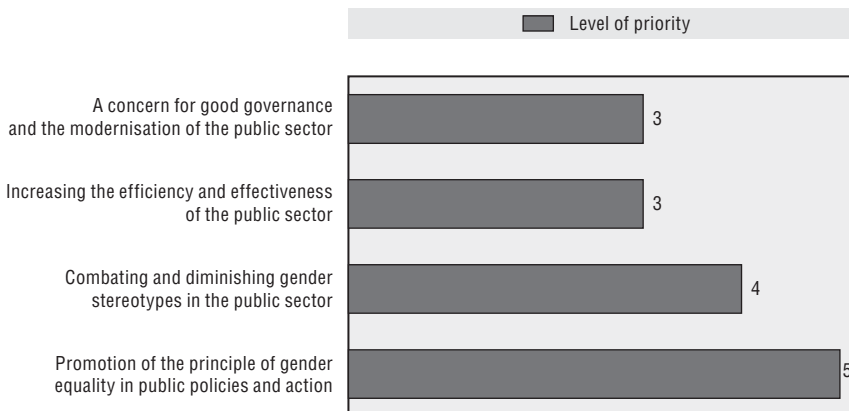 Level of priority
A concern for good governance
and the modernisation of the public sector
3
Increasing the efficiency and effectiveness
of the public sector
3
Combating and diminishing gender
stereotypes in the public sector
4
Promotion of the principle of gender
equality in public policies and action
5